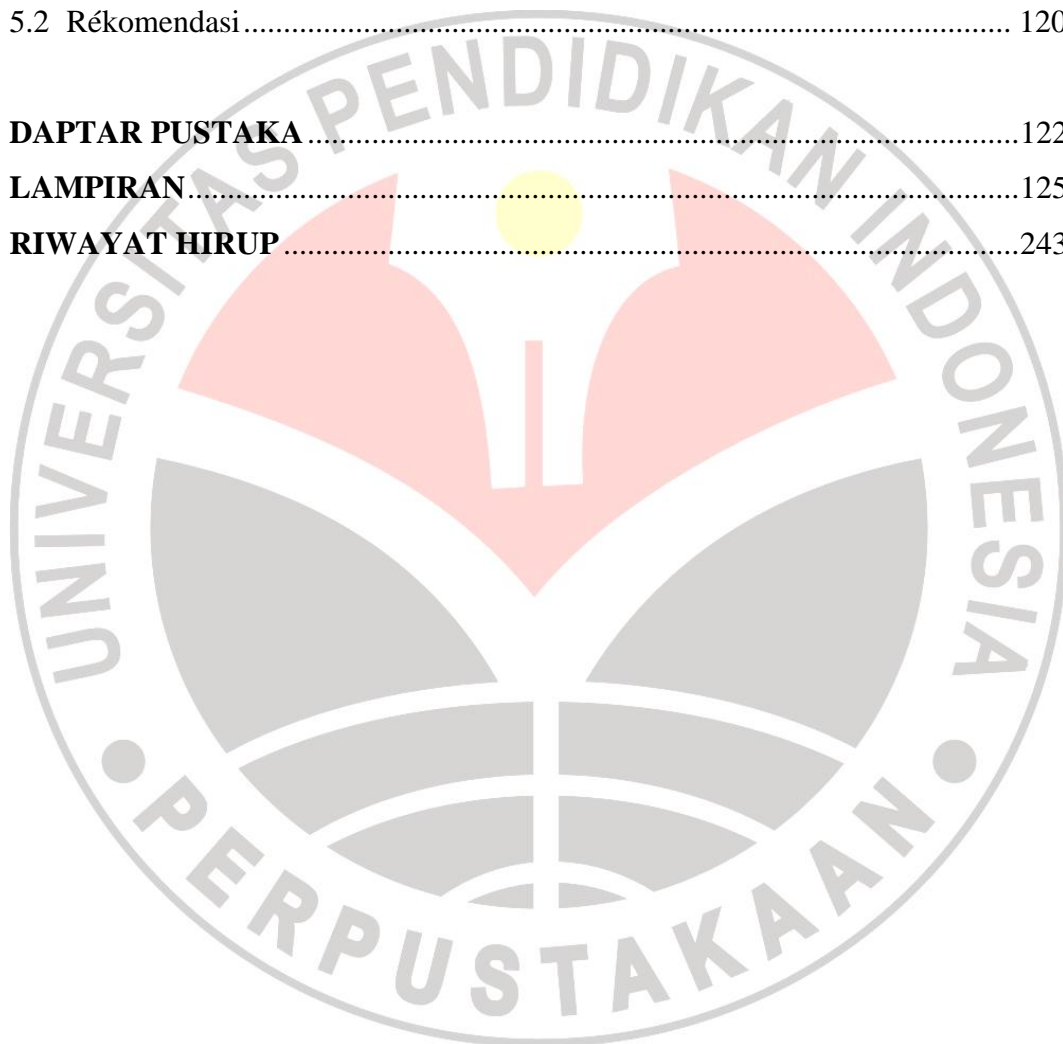 5.2 Rékomendasi.......................................................................................... 120
DAPTAR PUSTAKA..........................................................................................122
LAMPIRAN..........................................................................................125
RIWAYAT HIRUP..........................................................................................243
UNIVERSITAS PENDIDIKAN INDONESIA
PERPUSTAKAAN